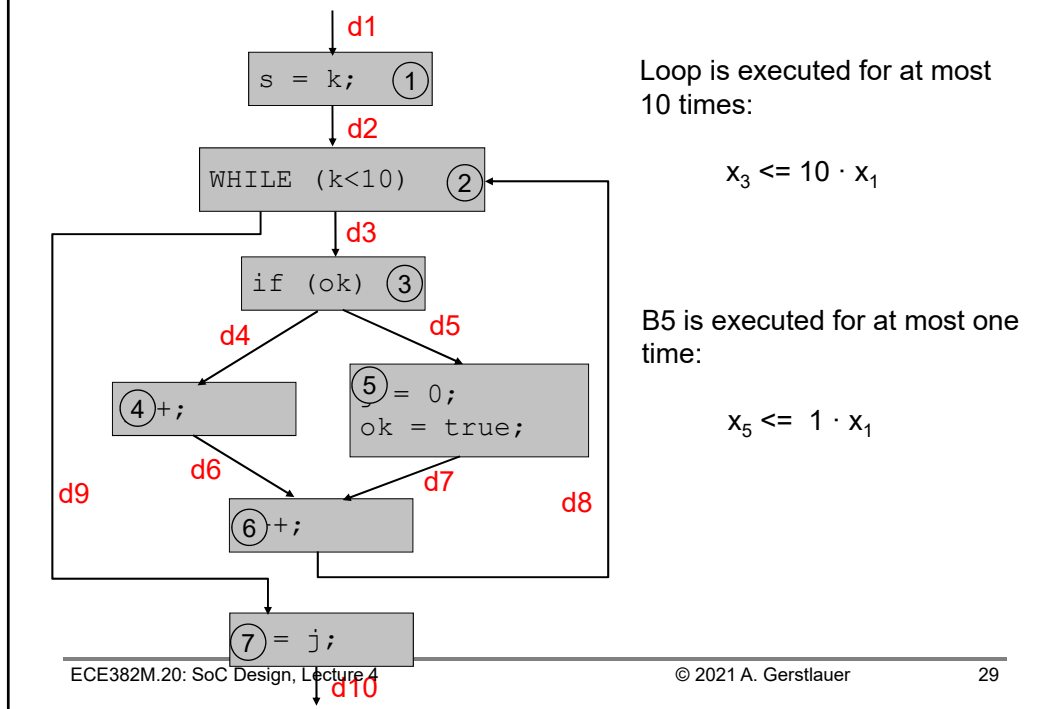 d1
s = k; 1
d2
WHILE (k<10) 2
d3
if (ok) 3
d4
d5
4 +;
5 = 0;
ok = true;
d6
d7
d9
d8
6 +;
7 = j;
d10
Loop is executed for at most
10 times:
x₃ <= 10 · x₁
B5 is executed for at most one
time:
x₅ <= 1 · x₁
ECE382M.20: SoC Design, Lecture 4
© 2021 A. Gerstlauer
29